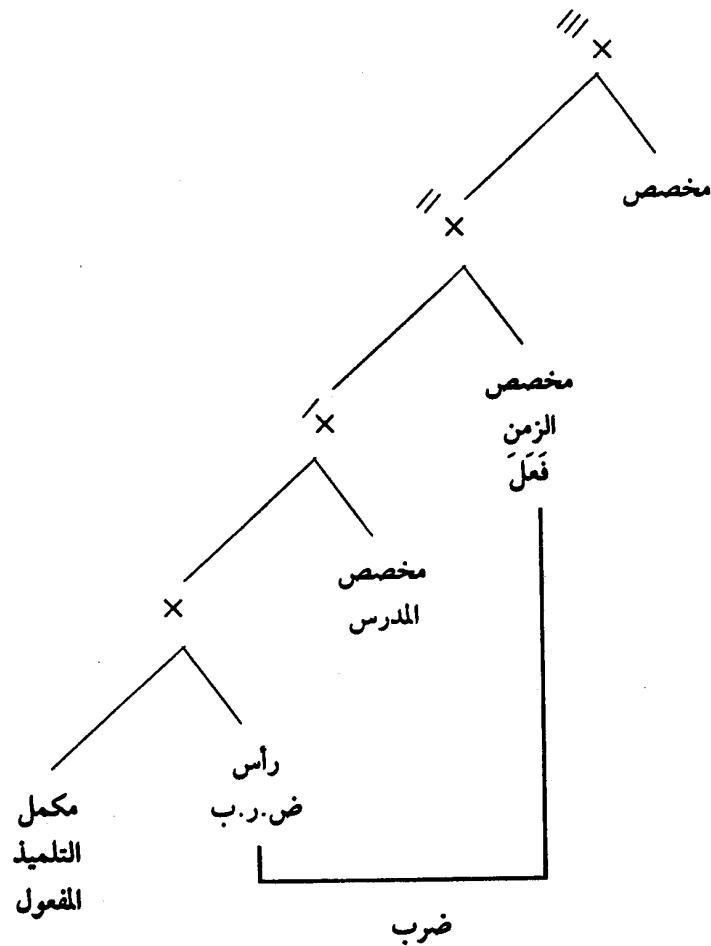 ///
×
مخصص
//
×
مخصص
الزمن
فَعَلَ
/
×
مخصص
المدرس
×
رأس
ض.ر.ب
مكمل
التلميذ
المفعول
ضرب